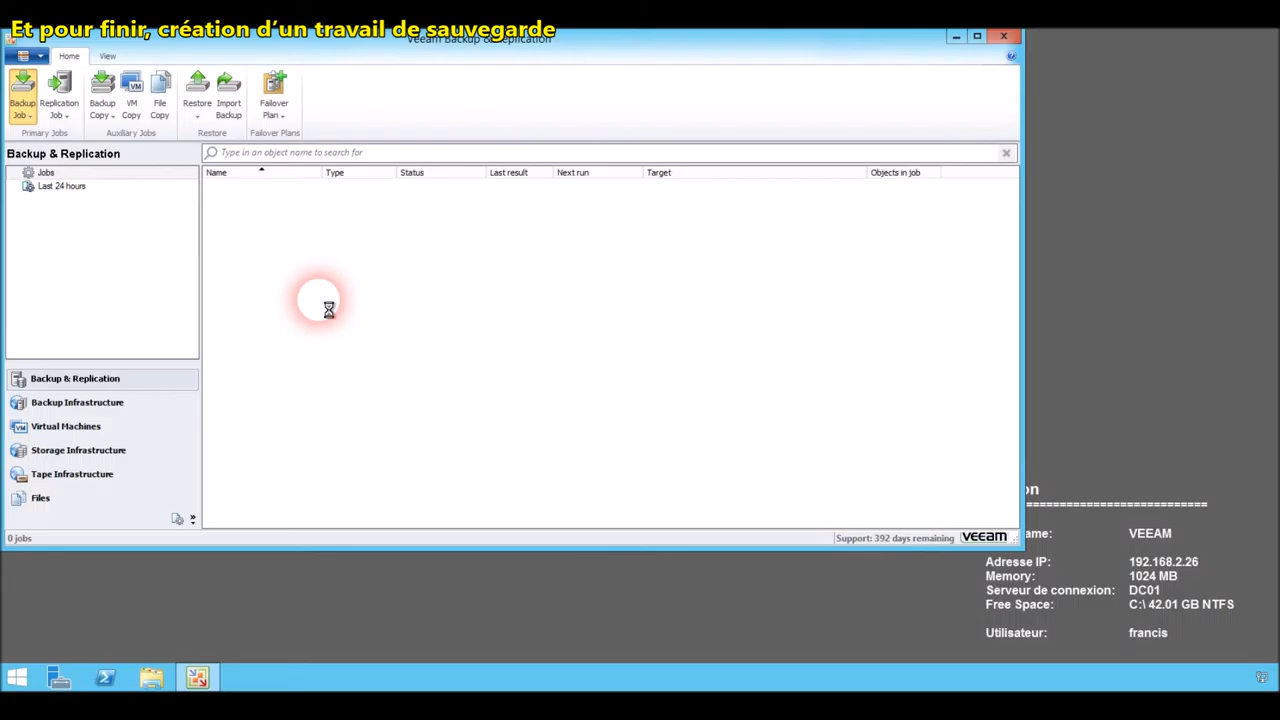 Et pour finir, création d'un travail de sauvegarde
Veeam Backup & Replication
Home View
Backup Job Replication Job Backup Copy VM Copy File Copy Restore Import Backup Failover Plan
Primary Jobs Auxiliary Jobs Restore Failover Plans
Backup & Replication
Type in an object name to search for
Jobs
Last 24 hours
Name Type Status Last result Next run Target Objects in job
Backup & Replication
Backup Infrastructure
Virtual Machines
Storage Infrastructure
Tape Infrastructure
Files
0 jobs
Support: 392 days remaining veeam
on
===========================
ame: VEEAM
Adresse IP: 192.168.2.26
Memory: 1024 MB
Serveur de connexion: DC01
Free Space: C:\ 42.01 GB NTFS
Utilisateur: francis